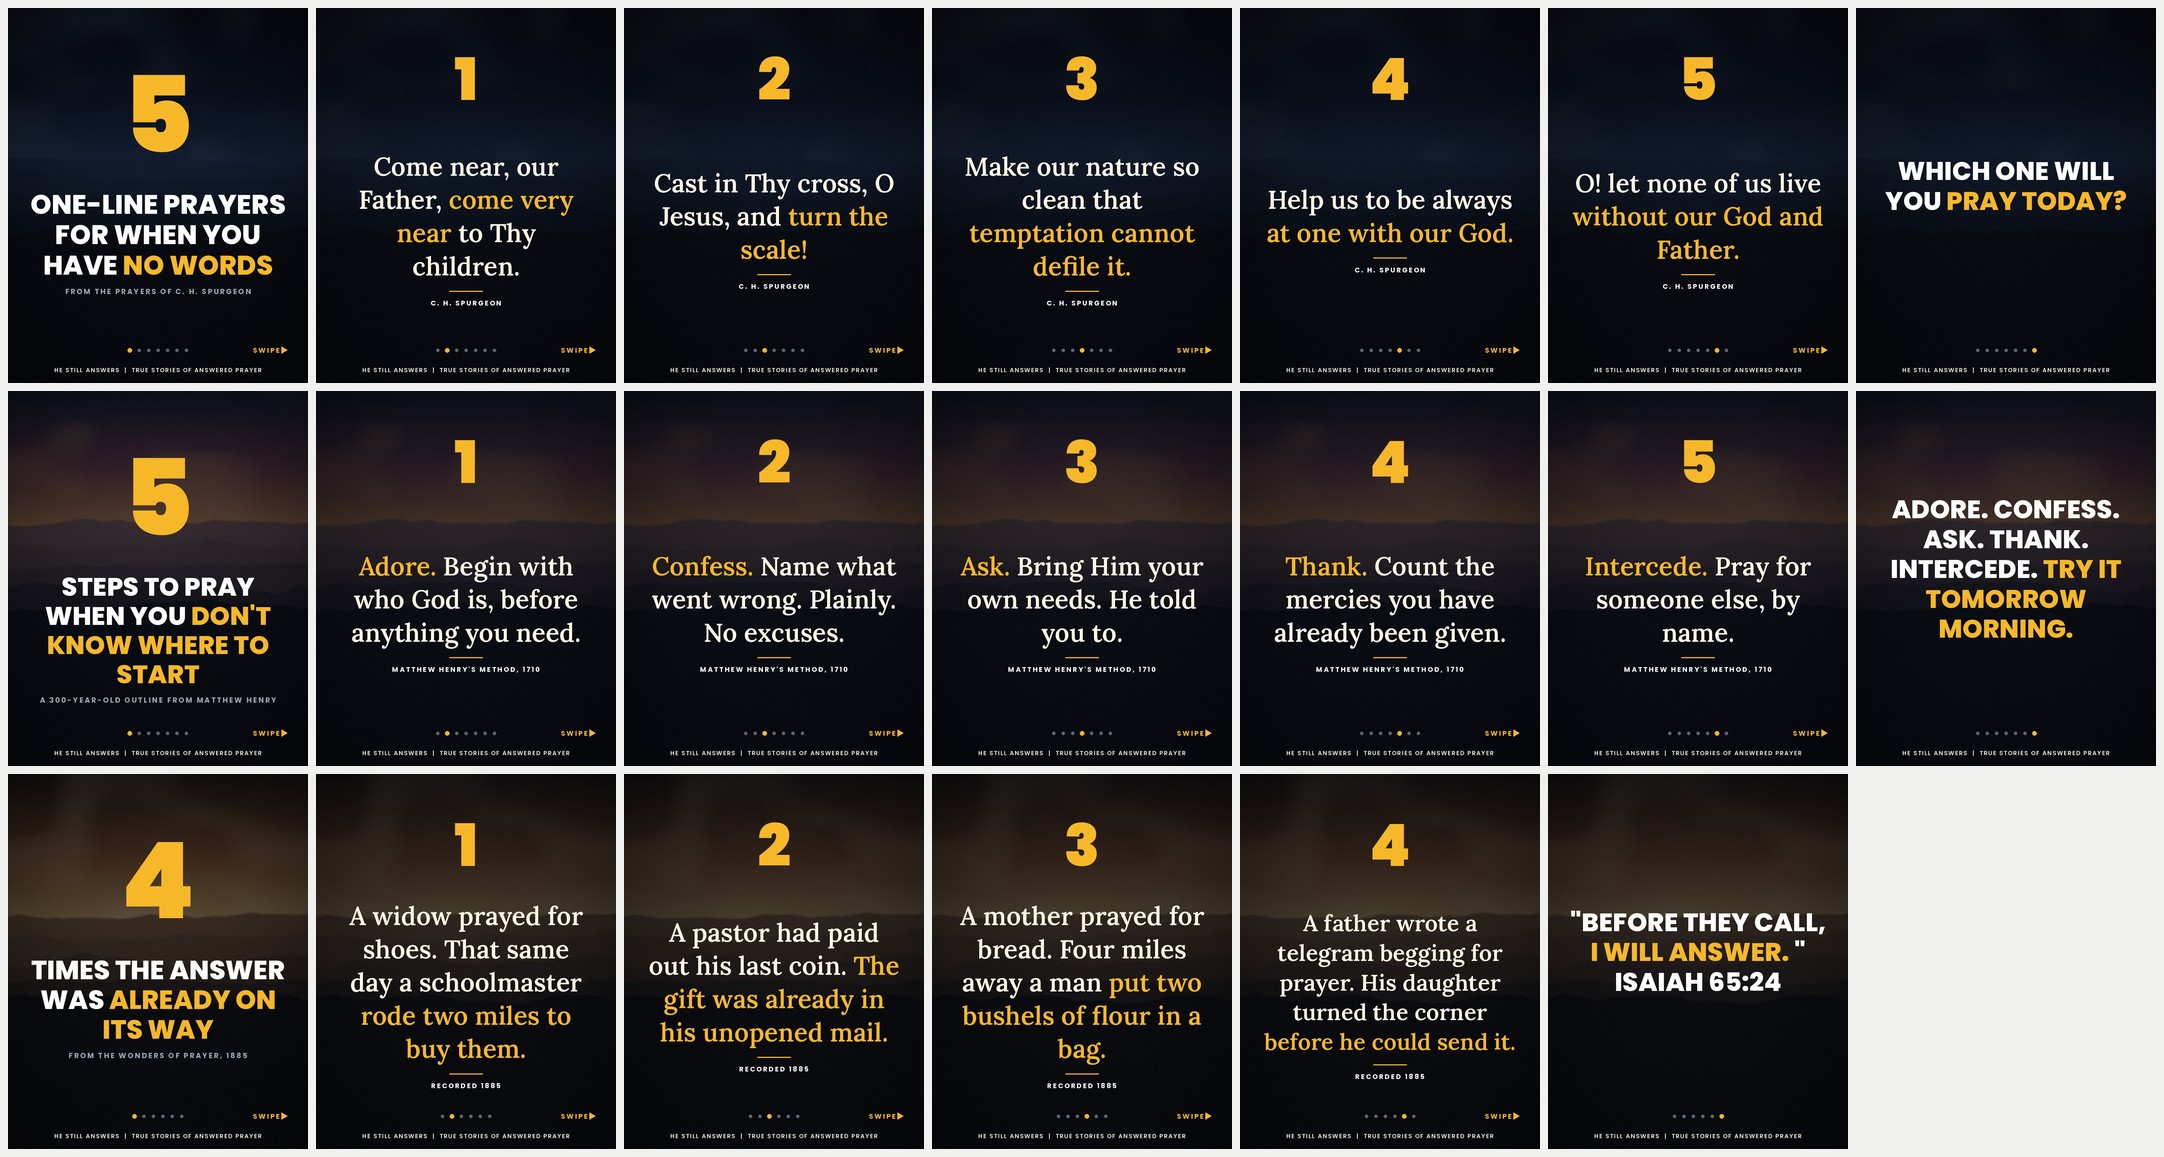 5
ONE-LINE PRAYERS
FOR WHEN YOU
HAVE NO WORDS
FROM THE PRAYERS OF C. H. SPURGEON
SWIPE
HE STILL ANSWERS | TRUE STORIES OF ANSWERED PRAYER
1
Come near, our
Father, come very
near to Thy
children.
C. H. SPURGEON
SWIPE
HE STILL ANSWERS | TRUE STORIES OF ANSWERED PRAYER
2
Cast in Thy cross, O
Jesus, and turn the
scale!
C. H. SPURGEON
SWIPE
HE STILL ANSWERS | TRUE STORIES OF ANSWERED PRAYER
3
Make our nature so
clean that
temptation cannot
defile it.
C. H. SPURGEON
SWIPE
HE STILL ANSWERS | TRUE STORIES OF ANSWERED PRAYER
4
Help us to be always
at one with our God.
C. H. SPURGEON
SWIPE
HE STILL ANSWERS | TRUE STORIES OF ANSWERED PRAYER
5
O! let none of us live
without our God and
Father.
C. H. SPURGEON
SWIPE
HE STILL ANSWERS | TRUE STORIES OF ANSWERED PRAYER
WHICH ONE WILL
YOU PRAY TODAY?
HE STILL ANSWERS | TRUE STORIES OF ANSWERED PRAYER
5
STEPS TO PRAY
WHEN YOU DON'T
KNOW WHERE TO
START
A 300-YEAR-OLD OUTLINE FROM MATTHEW HENRY
SWIPE
HE STILL ANSWERS | TRUE STORIES OF ANSWERED PRAYER
1
Adore. Begin with
who God is, before
anything you need.
MATTHEW HENRY'S METHOD, 1710
SWIPE
HE STILL ANSWERS | TRUE STORIES OF ANSWERED PRAYER
2
Confess. Name what
went wrong. Plainly.
No excuses.
MATTHEW HENRY'S METHOD, 1710
SWIPE
HE STILL ANSWERS | TRUE STORIES OF ANSWERED PRAYER
3
Ask. Bring Him your
own needs. He told
you to.
MATTHEW HENRY'S METHOD, 1710
SWIPE
HE STILL ANSWERS | TRUE STORIES OF ANSWERED PRAYER
4
Thank. Count the
mercies you have
already been given.
MATTHEW HENRY'S METHOD, 1710
SWIPE
HE STILL ANSWERS | TRUE STORIES OF ANSWERED PRAYER
5
Intercede. Pray for
someone else, by
name.
MATTHEW HENRY'S METHOD, 1710
SWIPE
HE STILL ANSWERS | TRUE STORIES OF ANSWERED PRAYER
ADORE. CONFESS.
ASK. THANK.
INTERCEDE. TRY IT
TOMORROW
MORNING.
HE STILL ANSWERS | TRUE STORIES OF ANSWERED PRAYER
4
TIMES THE ANSWER
WAS ALREADY ON
ITS WAY
FROM THE WONDERS OF PRAYER, 1885
SWIPE
HE STILL ANSWERS | TRUE STORIES OF ANSWERED PRAYER
1
A widow prayed for
shoes. That same
day a schoolmaster
rode two miles to
buy them.
RECORDED 1885
SWIPE
HE STILL ANSWERS | TRUE STORIES OF ANSWERED PRAYER
2
A pastor had paid
out his last coin. The
gift was already in
his unopened mail.
RECORDED 1885
SWIPE
HE STILL ANSWERS | TRUE STORIES OF ANSWERED PRAYER
3
A mother prayed for
bread. Four miles
away a man put two
bushels of flour in a
bag.
RECORDED 1885
SWIPE
HE STILL ANSWERS | TRUE STORIES OF ANSWERED PRAYER
4
A father wrote a
telegram begging for
prayer. His daughter
turned the corner
before he could send it.
RECORDED 1885
SWIPE
HE STILL ANSWERS | TRUE STORIES OF ANSWERED PRAYER
"BEFORE THEY CALL,
I WILL ANSWER. "
ISAIAH 65:24
HE STILL ANSWERS | TRUE STORIES OF ANSWERED PRAYER